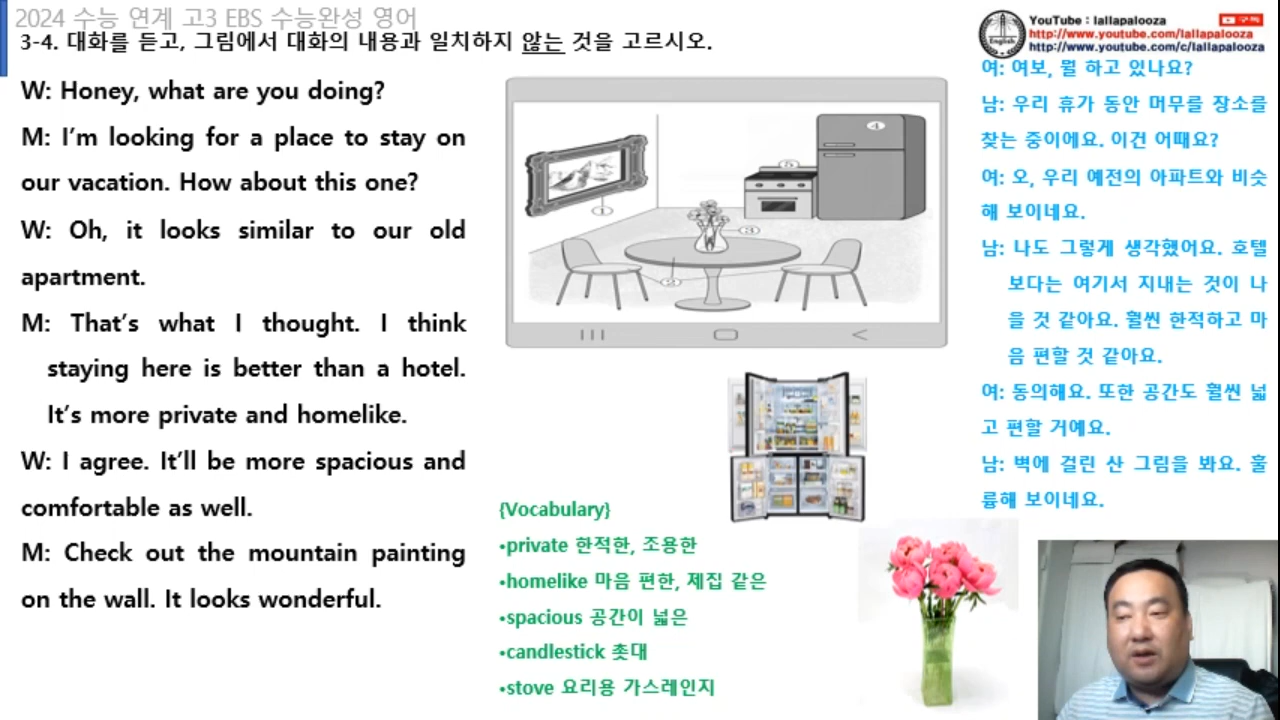 2024 수능 연계 고3 EBS 수능완성 영어
3-4. 대화를 듣고, 그림에서 대화의 내용과 일치하지 않는 것을 고르시오.
YouTube : lallapalooza
구독
http://www.youtube.com/lallapalooza
http://www.youtube.com/c/lallapalooza
English
W: Honey, what are you doing?
M: I'm looking for a place to stay on
our vacation. How about this one?
W: Oh, it looks similar to our old
apartment.
M: That's what I thought. I think
staying here is better than a hotel.
It's more private and homelike.
W: I agree. It'll be more spacious and
comfortable as well.
M: Check out the mountain painting
on the wall. It looks wonderful.
①
②
③
④
⑤
{Vocabulary}
•private 한적한, 조용한
•homelike 마음 편한, 제집 같은
•spacious 공간이 넓은
•candlestick 촛대
•stove 요리용 가스레인지
여: 여보, 뭘 하고 있나요?
남: 우리 휴가 동안 머무를 장소를
찾는 중이에요. 이건 어때요?
여: 오, 우리 예전의 아파트와 비슷
해 보이네요.
남: 나도 그렇게 생각했어요. 호텔
보다는 여기서 지내는 것이 나
을 것 같아요. 훨씬 한적하고 마
음 편할 것 같아요.
여: 동의해요. 또한 공간도 훨씬 넓
고 편할 거예요.
남: 벽에 걸린 산 그림을 봐요. 훌
륭해 보이네요.